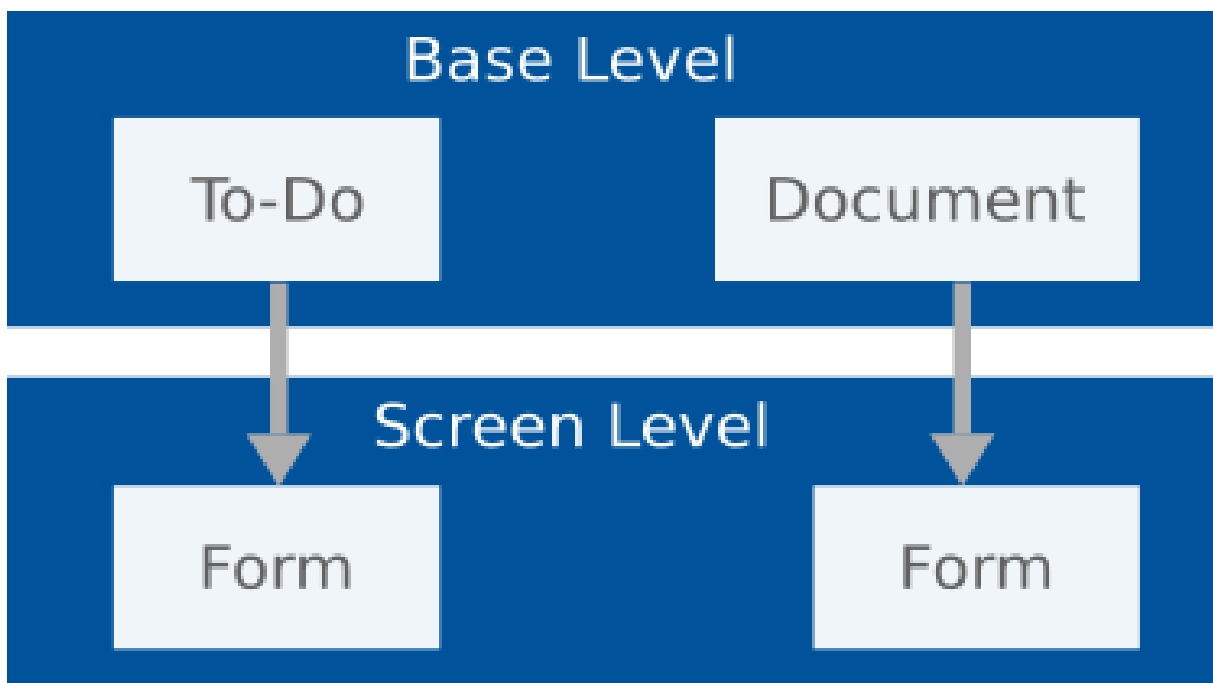 Base Level
To-Do
Document
Screen Level
Form
Form